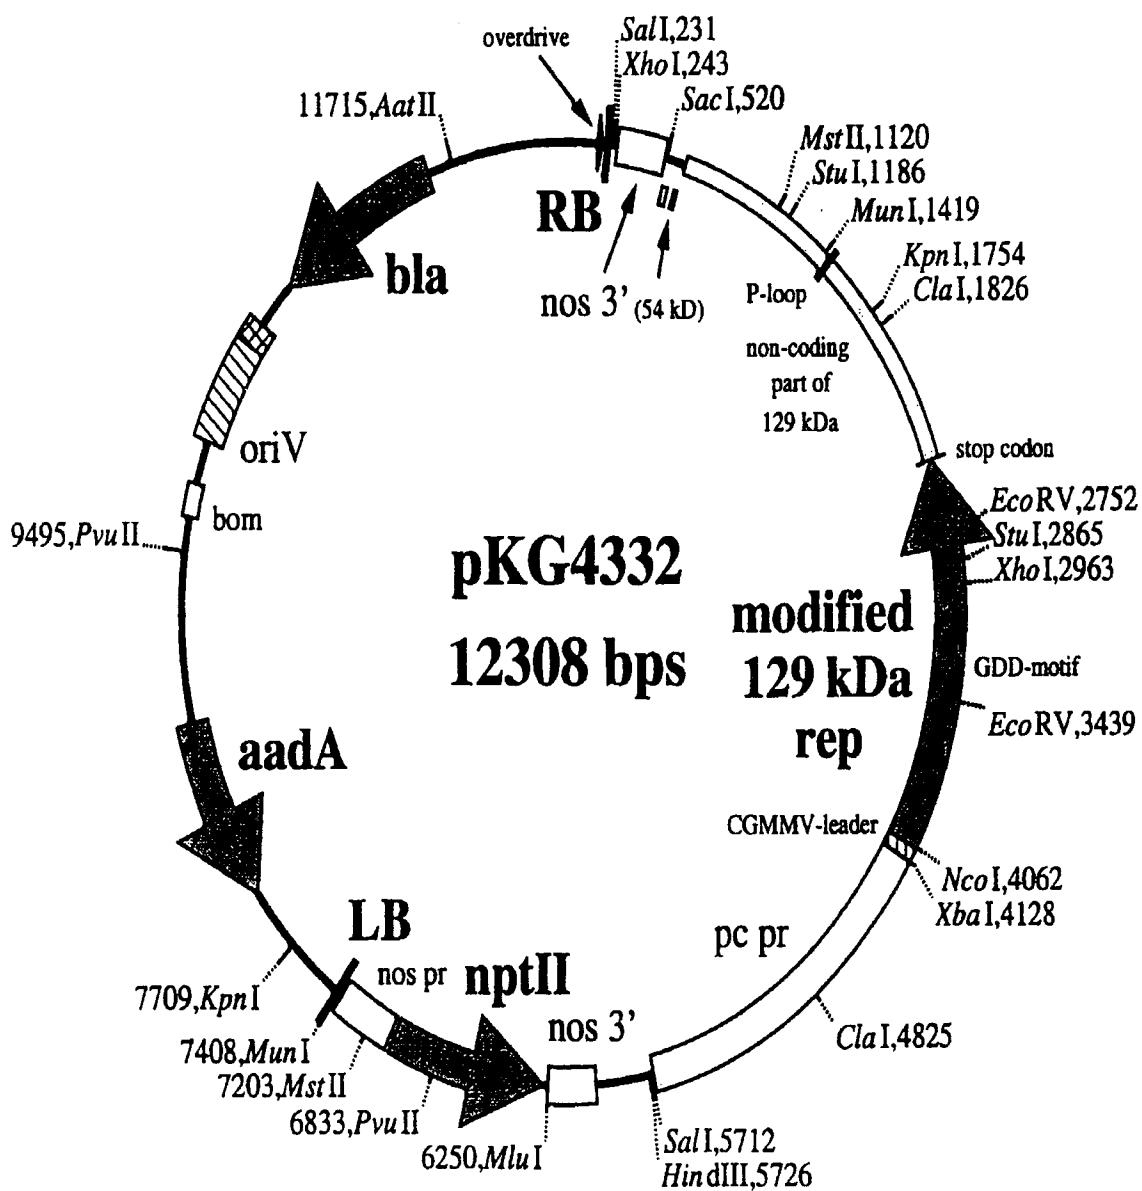 overdrive
SalI,231
XhoI,243
SacI,520
11715,AatII
MstII,1120
StuI,1186
MunI,1419
KpnI,1754
ClaI,1826
RB
bla
nos 3’ (54 kD)
P-loop
non-coding
part of
129 kDa
oriV
bom
stop codon
9495,PvuII
EcoRV,2752
StuI,2865
XhoI,2963
pKG4332
12308 bps
modified
129 kDa
rep
GDD-motif
EcoRV,3439
aadA
CGMMV-leader
NcoI,4062
XbaI,4128
LB
nos pr
nptII
pc pr
nos 3’
7709,KpnI
7408,MunI
7203,MstII
6833,PvuII
6250,MluI
ClaI,4825
SalI,5712
HindIII,5726